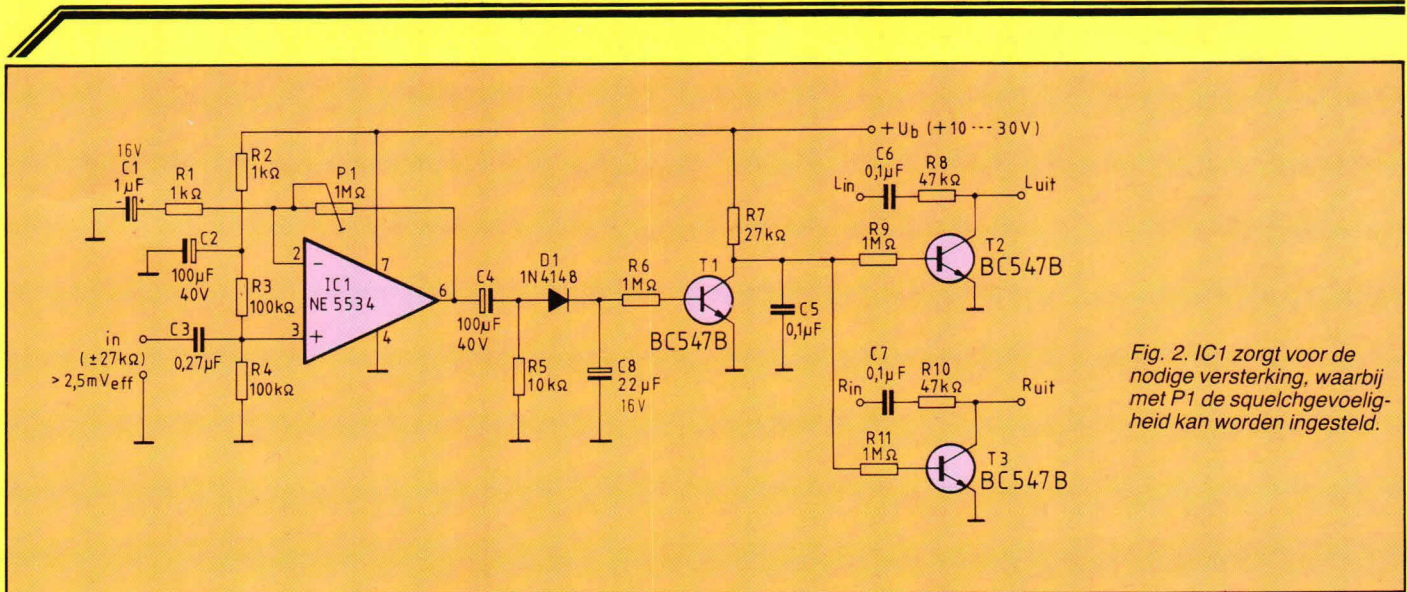 +Ub (+10 --- 30V)
16V
C1
1µF
- +
R1
1kΩ
R2
1kΩ
P1
1MΩ
C2
100µF
40V
R3
100kΩ
in
(±27kΩ)
> 2,5mVeff
C3
0,27µF
R4
100kΩ
2
-
3
+
IC1
NE 5534
7
4
6
C4
100µF
40V
D1
1N4148
R5
10kΩ
C8
22µF
16V
R6
1MΩ
T1
BC547B
R7
27kΩ
C5
0,1µF
C6
0,1µF
R8
47kΩ
Lin
Luit
R9
1MΩ
T2
BC547B
C7
0,1µF
R10
47kΩ
Rin
Ruit
R11
1MΩ
T3
BC547B
Fig. 2. IC1 zorgt voor de
nodige versterking, waarbij
met P1 de squelchgevoelig-
heid kan worden ingesteld.